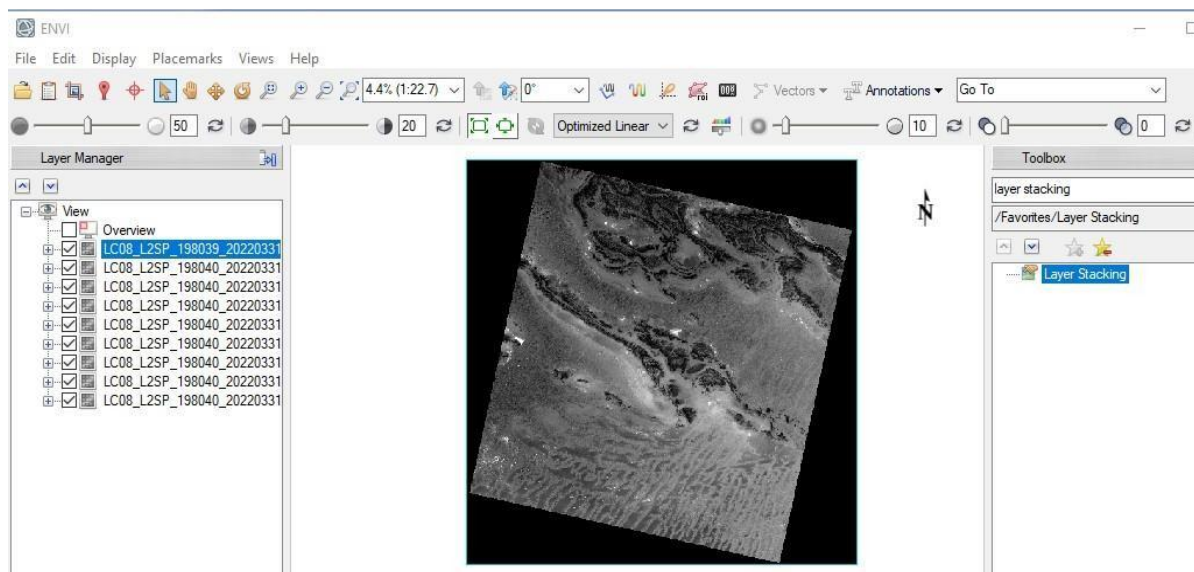 ENVI
File Edit Display Placemarks Views Help
4.4% (1:22.7) 0° Vectors Annotations Go To
50 20 Optimized Linear 10 0
Layer Manager
View
Overview
LC08_L2SP_198039_20220331
LC08_L2SP_198040_20220331
LC08_L2SP_198040_20220331
LC08_L2SP_198040_20220331
LC08_L2SP_198040_20220331
LC08_L2SP_198040_20220331
LC08_L2SP_198040_20220331
LC08_L2SP_198040_20220331
LC08_L2SP_198040_20220331
N
Toolbox
layer stacking
/Favorites/Layer Stacking
Layer Stacking